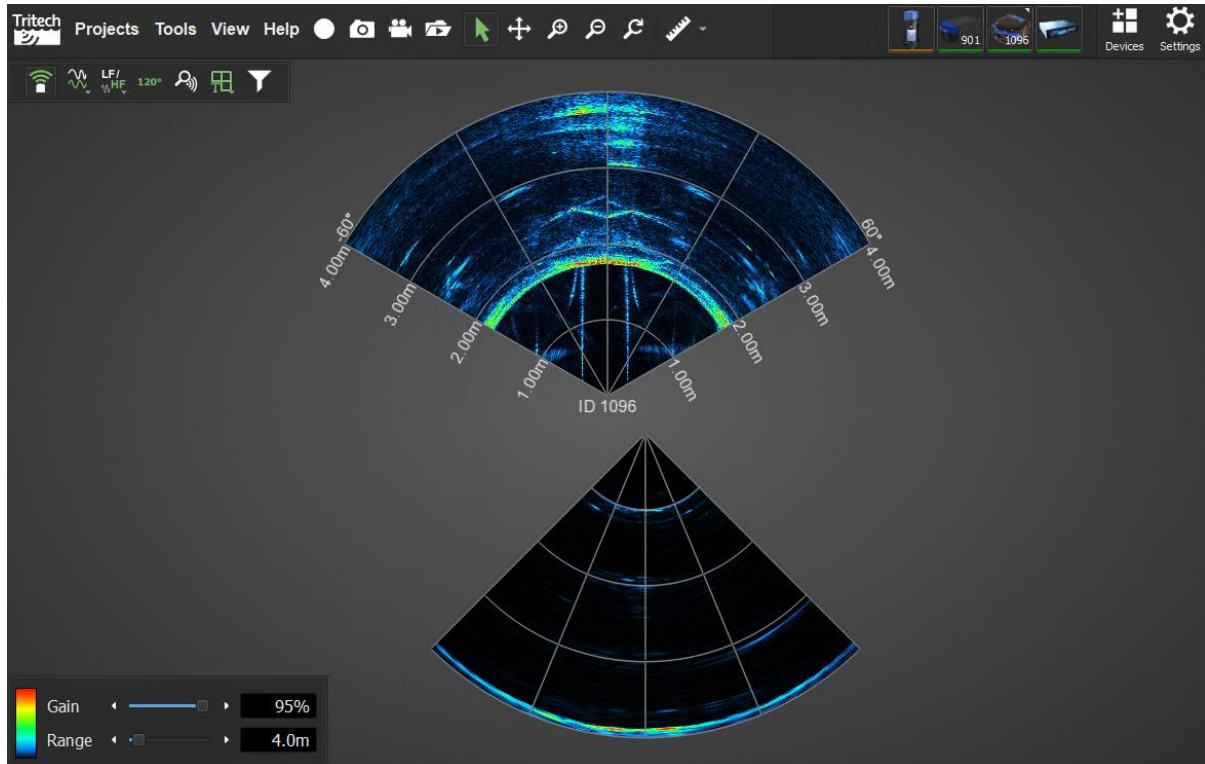 Tritech Projects Tools View Help
901 1096 Devices Settings
LF/HF 120°
-60° 60°
4.00m 4.00m
3.00m 3.00m
2.00m 2.00m
1.00m 1.00m
ID 1096
Gain 95%
Range 4.0m